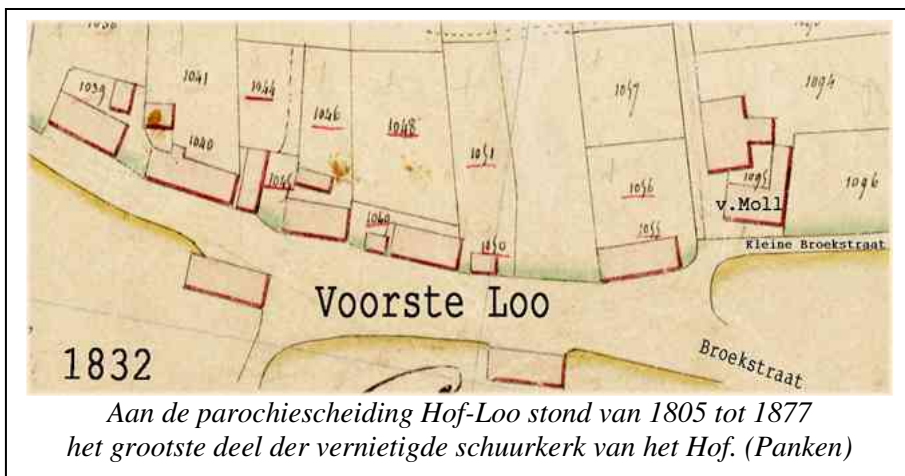 1041
1044
1057
1094
1039
1046
1048
1051
1040
1045
1056
1095
1096
v.Moll
1055
1050
Kleine Broekstraat
Voorste Loo
Broekstraat
1832
Aan de parochiescheiding Hof-Loo stond van 1805 tot 1877
het grootste deel der vernietigde schuurkerk van het Hof. (Panken)